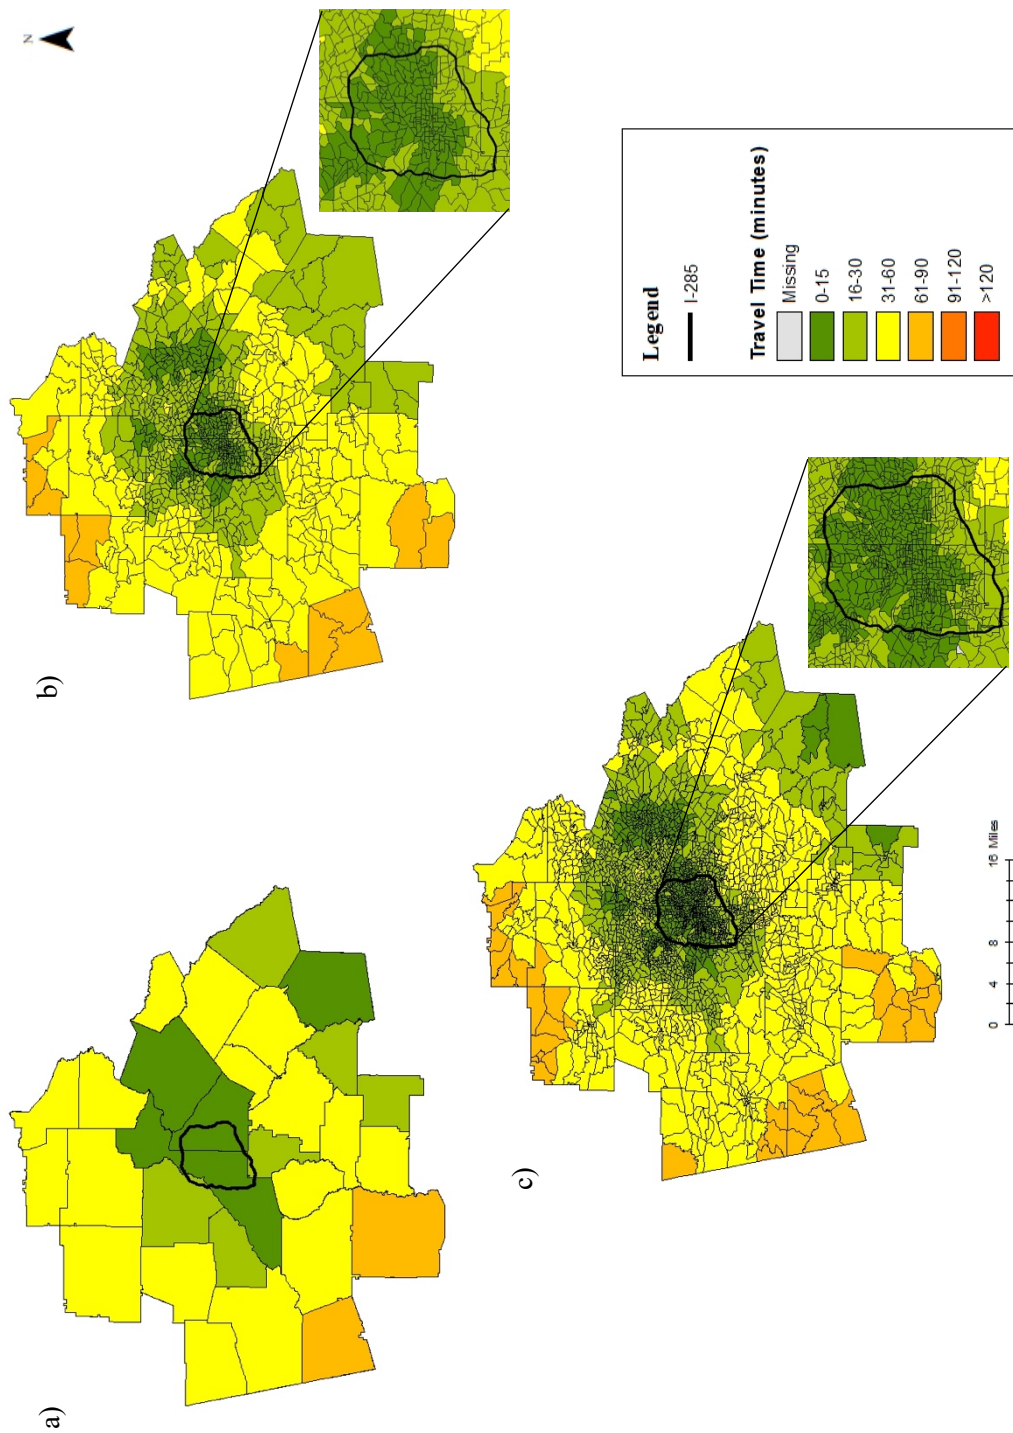 a)
b)
N
c)
0 4 8 16 Miles
Legend
I-285
Travel Time (minutes)
Missing
0-15
16-30
31-60
61-90
91-120
>120